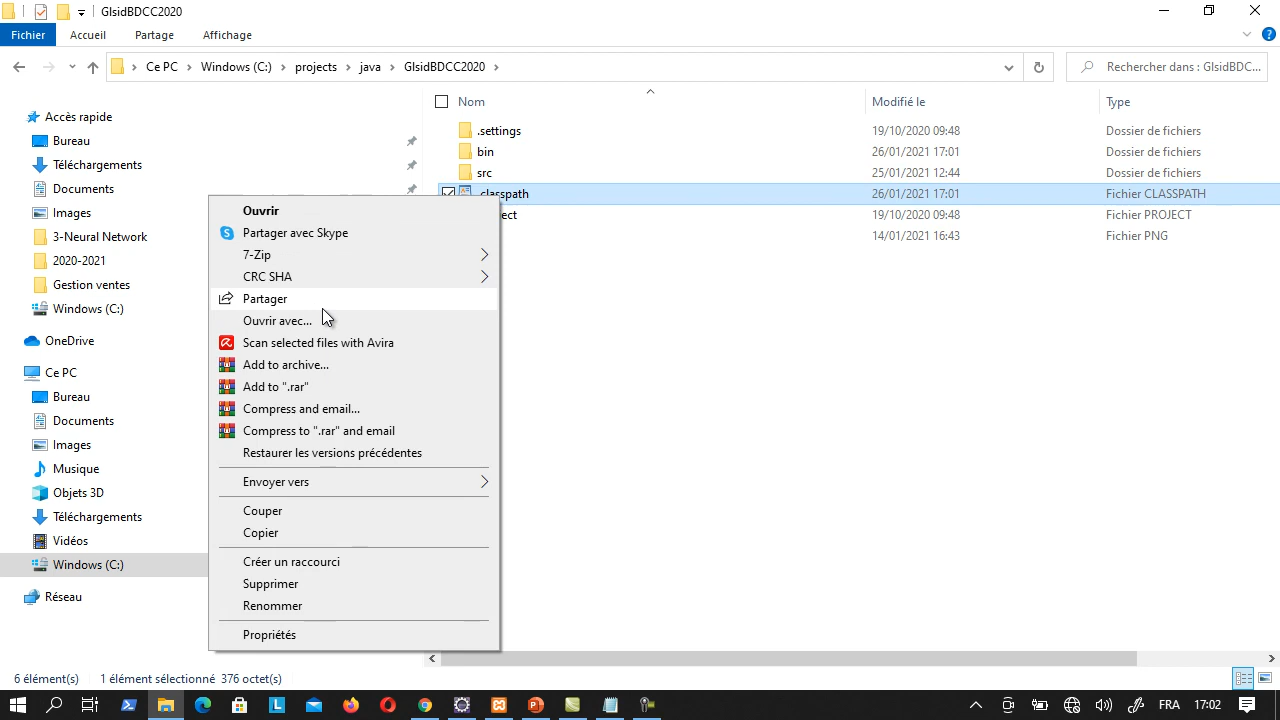 GlsidBDCC2020
Fichier Accueil Partage Affichage
Ce PC Windows (C:) projects java GlsidBDCC2020 Rechercher dans : GlsidBDC...
Nom Modifié le Type
.settings 19/10/2020 09:48 Dossier de fichiers
bin 26/01/2021 17:01 Dossier de fichiers
src 25/01/2021 12:44 Dossier de fichiers
.classpath 26/01/2021 17:01 Fichier CLASSPATH
ject 19/10/2020 09:48 Fichier PROJECT
14/01/2021 16:43 Fichier PNG
Accès rapide
Bureau
Téléchargements
Documents
Images
3-Neural Network
2020-2021
Gestion ventes
Windows (C:)
OneDrive
Ce PC
Bureau
Documents
Images
Musique
Objets 3D
Téléchargements
Vidéos
Windows (C:)
Réseau
Ouvrir
Partager avec Skype
7-Zip
CRC SHA
Partager
Ouvrir avec...
Scan selected files with Avira
Add to archive...
Add to ".rar"
Compress and email...
Compress to ".rar" and email
Restaurer les versions précédentes
Envoyer vers
Couper
Copier
Créer un raccourci
Supprimer
Renommer
Propriétés
6 élément(s) 1 élément sélectionné 376 octet(s)
FRA 17:02